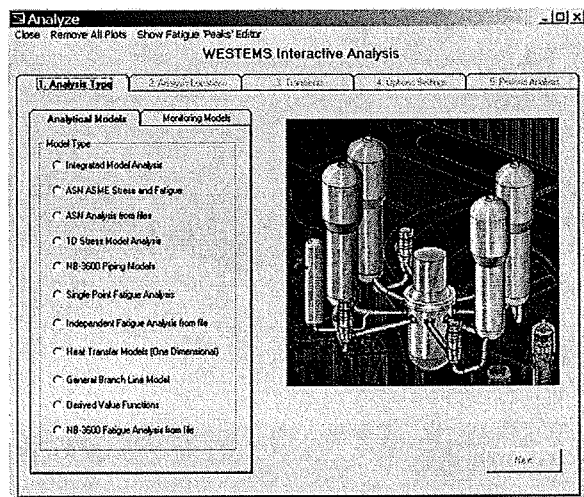 Analyze
Close Remove All Plots Show Fatigue 'Peaks' Editor
WESTEMS Interactive Analysis
1. Analysis Type 2. Analysis Locations 3. Transients 4. Options Settings 5. Perform Analysis
Analytical Models Monitoring Models
Model Type
Integrated Model Analysis
ASN ASME Stress and Fatigue
ASN Analysis from files
1D Stress Model Analysis
NB-3600 Piping Models
Single Point Fatigue Analysis
Independent Fatigue Analysis from file
Heat Transfer Models (One Dimensional)
General Branch Line Model
Derived Value Functions
NB-3600 Fatigue Analysis from file
Next